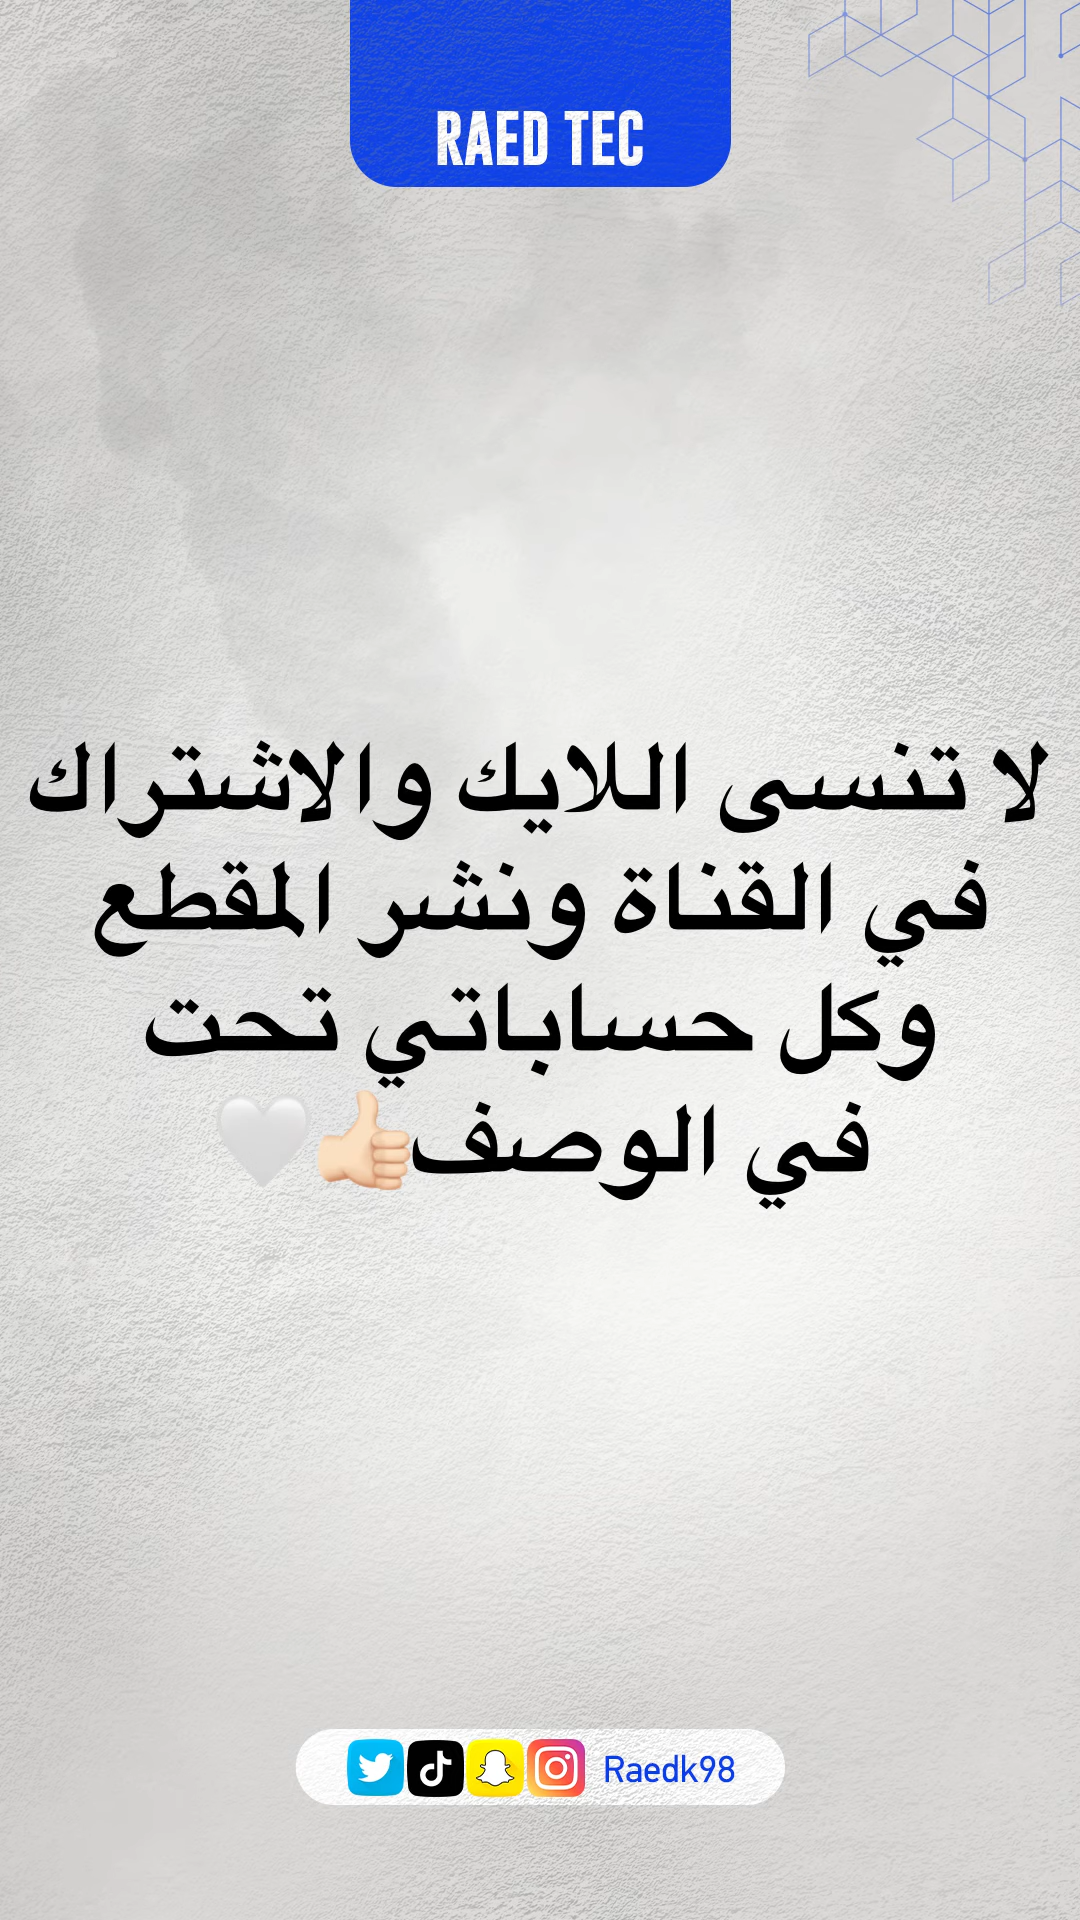 RAED TEC
لا تنسى اللايك والاشتراك
في القناة ونشر المقطع
وكل حساباتي تحت
في الوصف👍🏻🤍
Raedk98